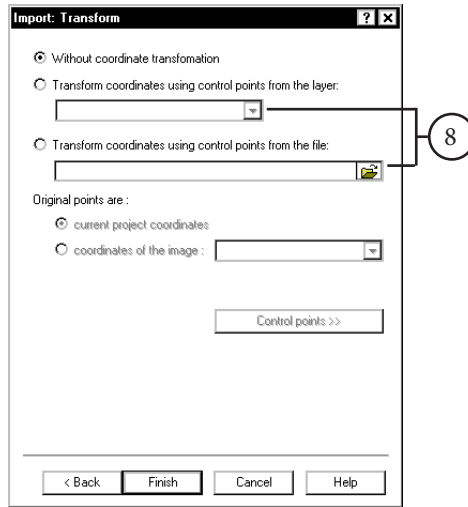 Import: Transform
Without coordinate transfomation
Transform coordinates using control points from the layer:
8
Transform coordinates using control points from the file:
Original points are :
current project coordinates
coordinates of the image :
Control points >>
< Back Finish Cancel Help